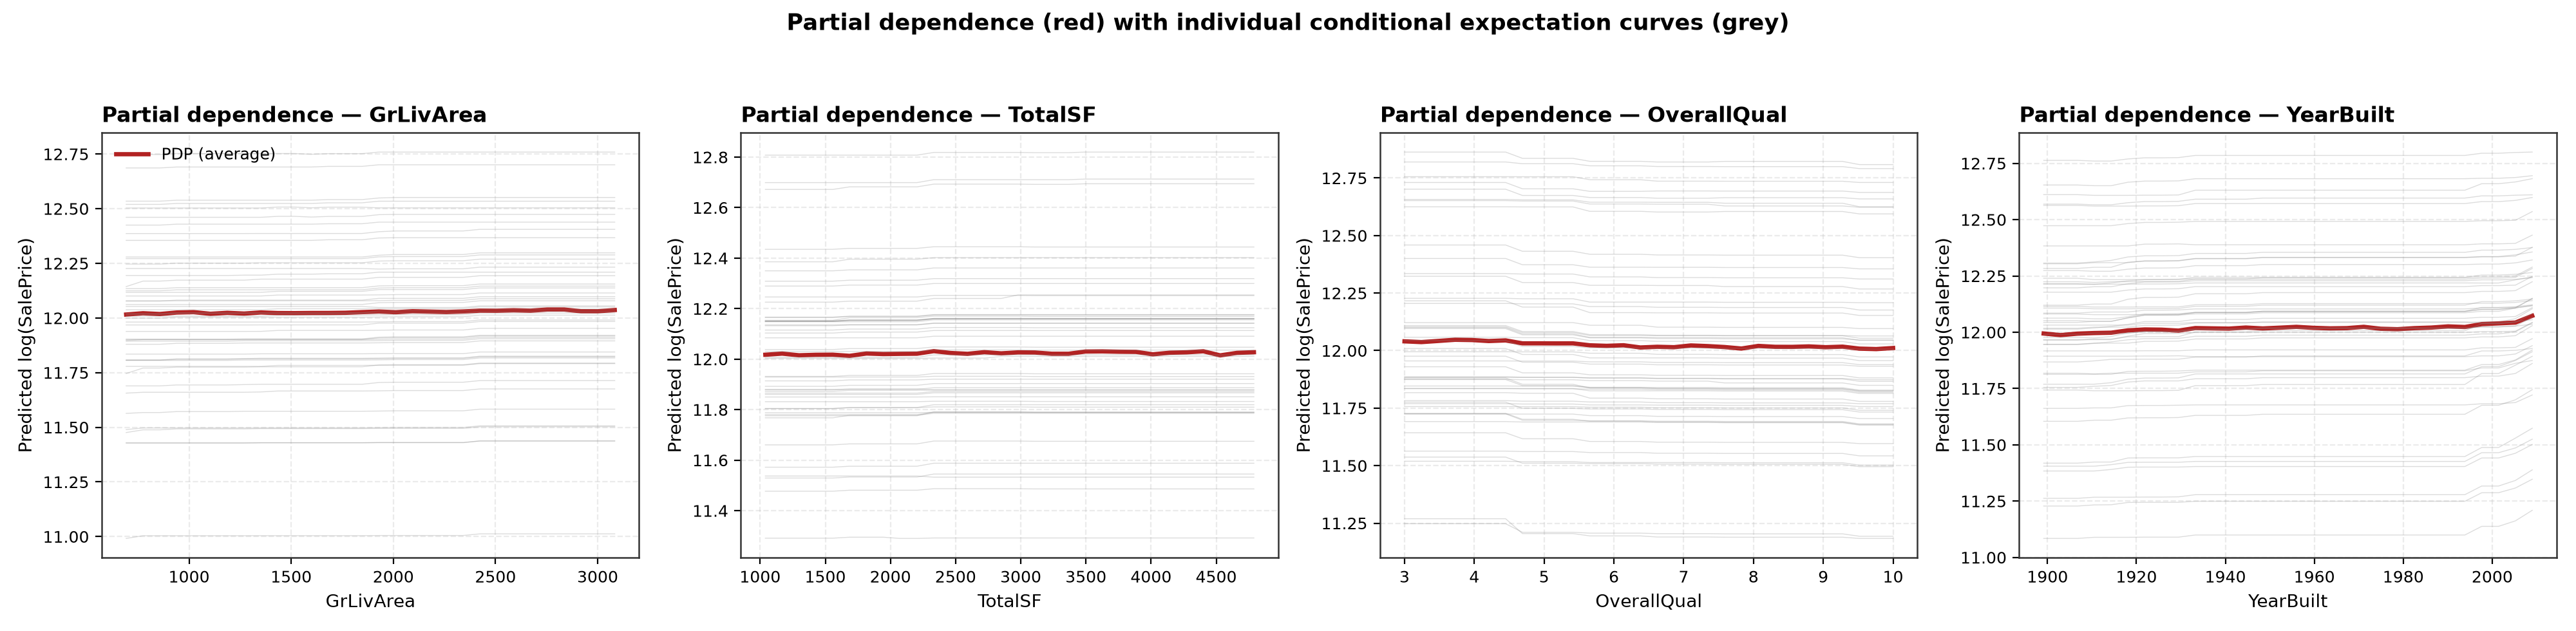 Partial dependence (red) with individual conditional expectation curves (grey)
Partial dependence — GrLivArea
PDP (average)
Predicted log(SalePrice)
12.75
12.50
12.25
12.00
11.75
11.50
11.25
11.00
1000 1500 2000 2500 3000
GrLivArea
Partial dependence — TotalSF
Predicted log(SalePrice)
12.8
12.6
12.4
12.2
12.0
11.8
11.6
11.4
1000 1500 2000 2500 3000 3500 4000 4500
TotalSF
Partial dependence — OverallQual
Predicted log(SalePrice)
12.75
12.50
12.25
12.00
11.75
11.50
11.25
3 4 5 6 7 8 9 10
OverallQual
Partial dependence — YearBuilt
Predicted log(SalePrice)
12.75
12.50
12.25
12.00
11.75
11.50
11.25
11.00
1900 1920 1940 1960 1980 2000
YearBuilt